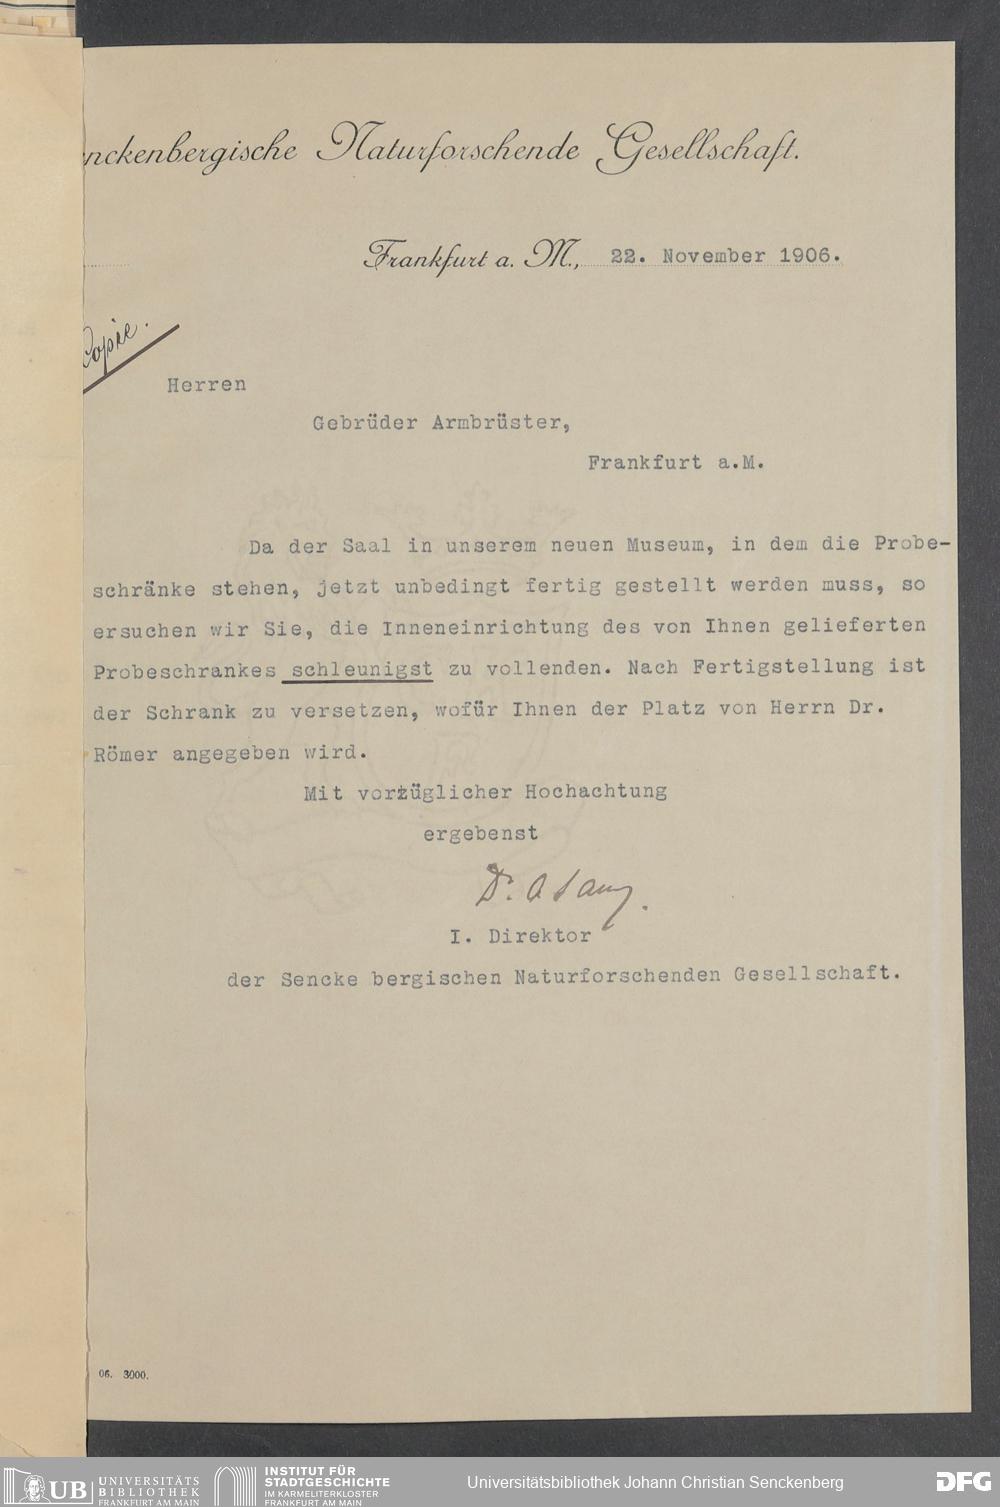 enckenbergische Naturforschende Gesellschaft.
Frankfurt a. M., 22. November 1906.
Copie.
Herren
Gebrüder Armbrüster,
Frankfurt a.M.
Da der Saal in unserem neuen Museum, in dem die Probe-
schränke stehen, jetzt unbedingt fertig gestellt werden muss, so
ersuchen wir Sie, die Inneneinrichtung des von Ihnen gelieferten
Probeschrankes schleunigst zu vollenden. Nach Fertigstellung ist
der Schrank zu versetzen, wofür Ihnen der Platz von Herrn Dr.
Römer angegeben wird.
Mit vorzüglicher Hochachtung
ergebenst
Dr. A
I. Direktor
der Sencke bergischen Naturforschenden Gesellschaft.
06. 3000.
UB UNIVERSITÄTS
BIBLIOTHEK
FRANKFURT AM MAIN
INSTITUT FÜR
STADTGESCHICHTE
IM KARMELITERKLOSTER
FRANKFURT AM MAIN
Universitätsbibliothek Johann Christian Senckenberg
DFG